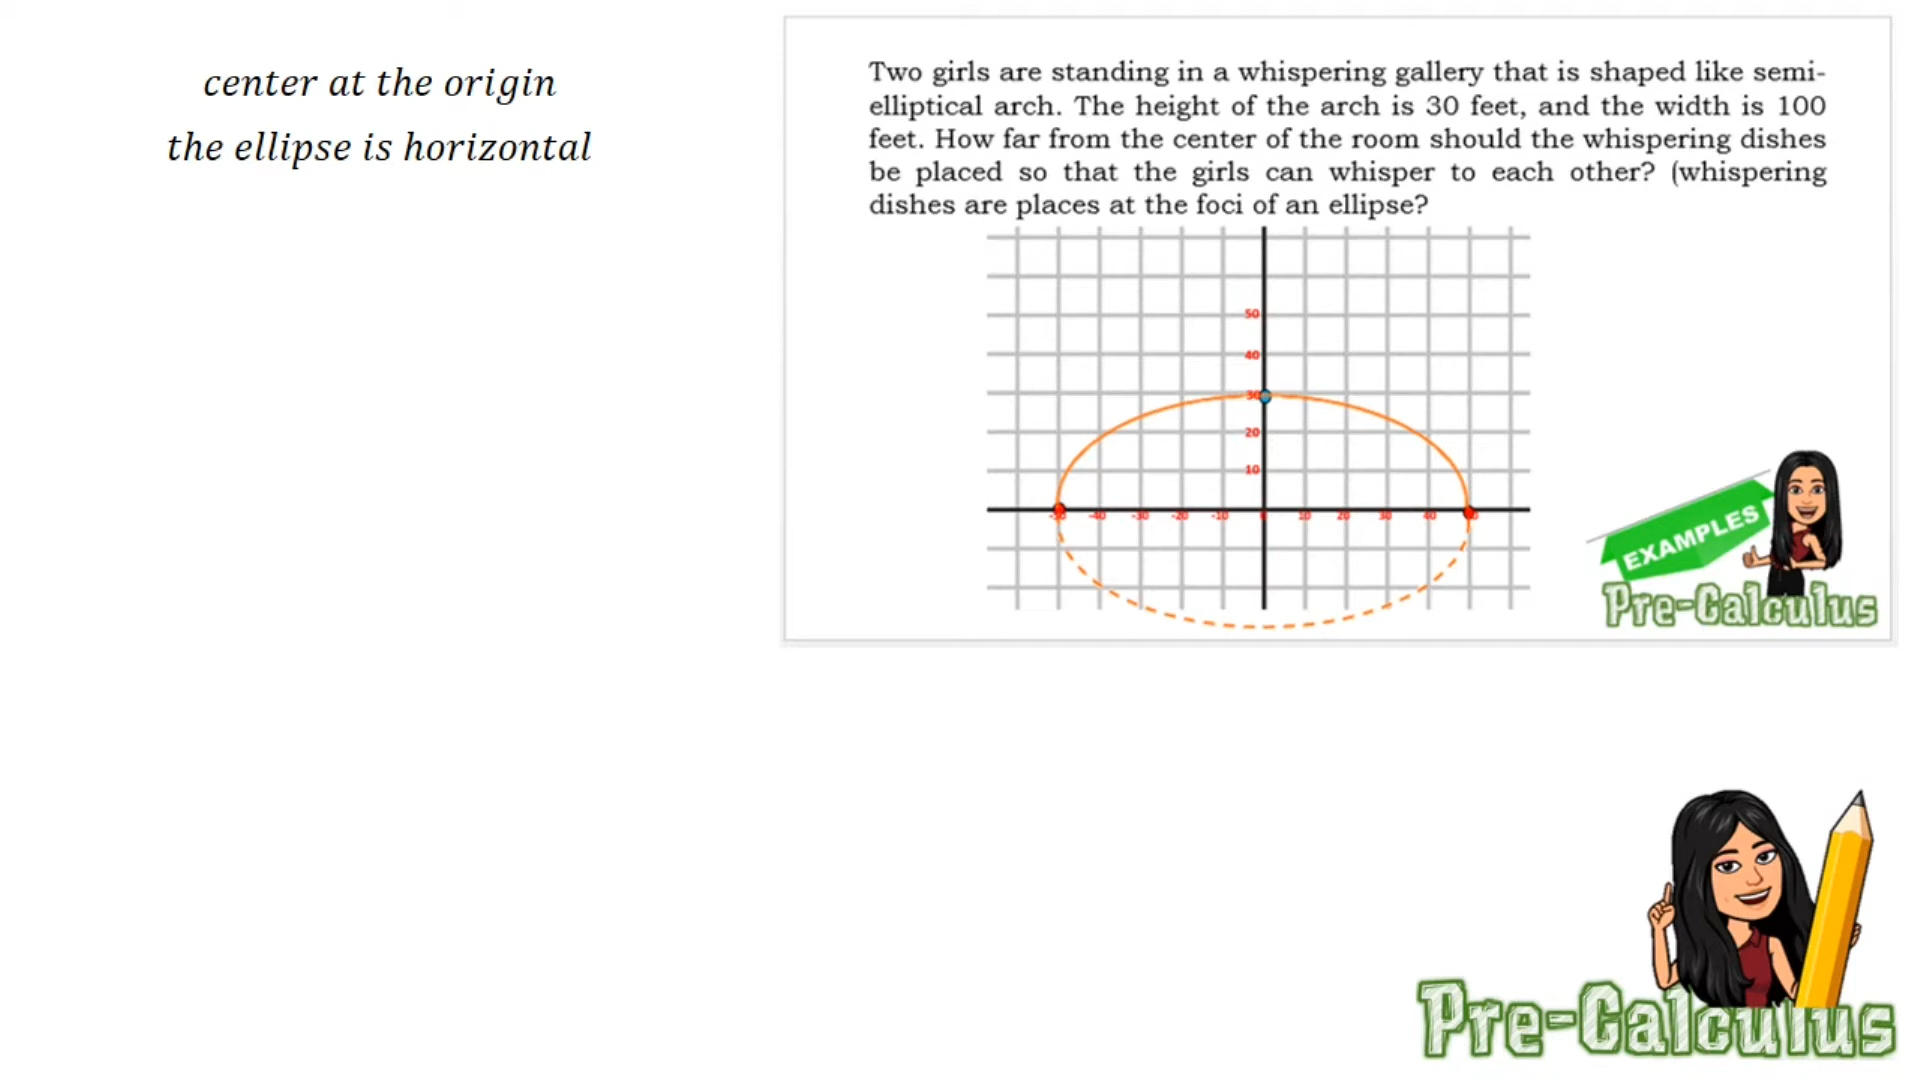 center at the origin
the ellipse is horizontal
Two girls are standing in a whispering gallery that is shaped like semi-
elliptical arch. The height of the arch is 30 feet, and the width is 100
feet. How far from the center of the room should the whispering dishes
be placed so that the girls can whisper to each other? (whispering
dishes are places at the foci of an ellipse?
50
40
30
20
10
-40 -30 -20 -10 10 20 30 40
EXAMPLES
Pre-Calculus
Pre-Calculus